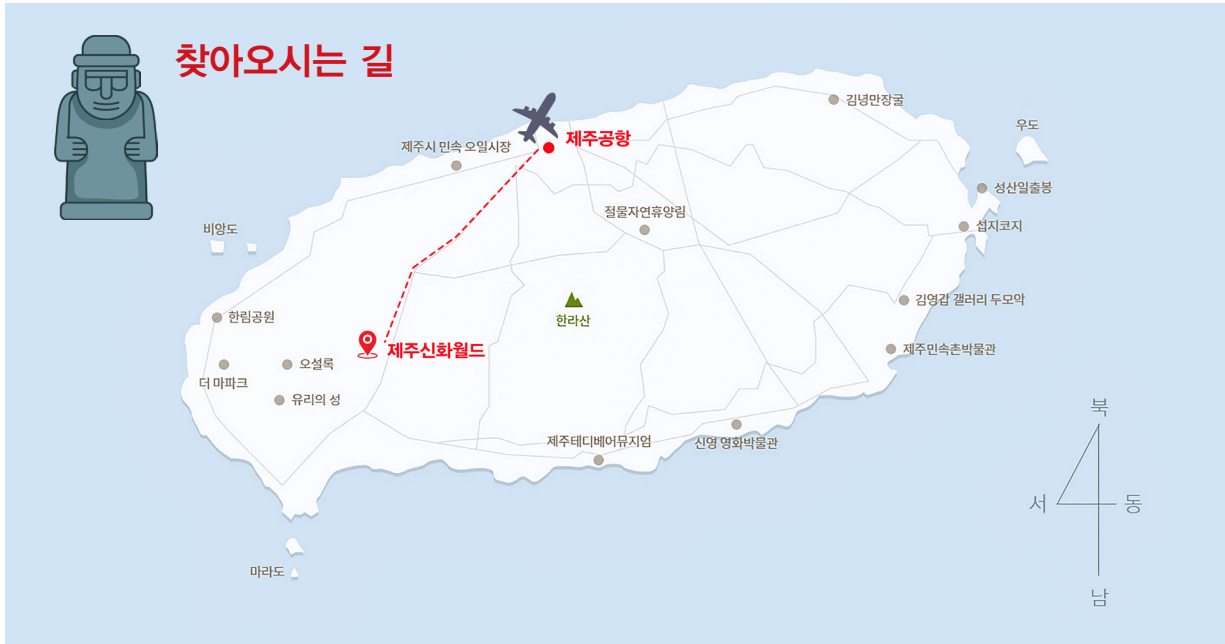 찾아오시는 길
김녕만장굴
우도
제주공항
제주시 민속 오일시장
성산일출봉
절물자연휴양림
섭지코지
비양도
김영갑 갤러리 두모악
한라산
한림공원
제주신화월드
제주민속촌박물관
오설록
더 마파크
유리의 성
북
제주테디베어뮤지엄
신영 영화박물관
서
동
마라도
남